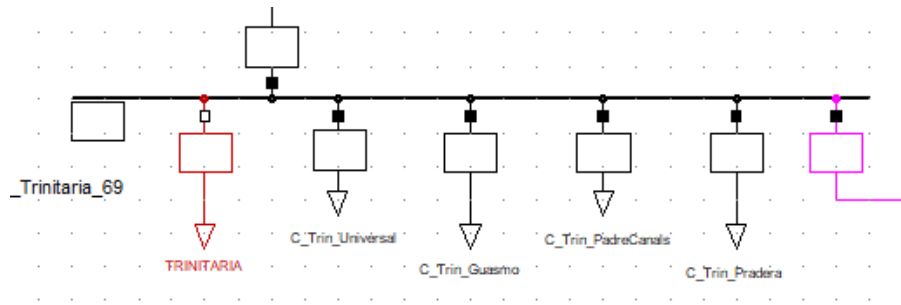 _Trinitaria_69
TRINITARIA
C_Trin_Universal
C_Trin_Guasmo
C_Trin_PadreCanals
C_Trin_Pradera